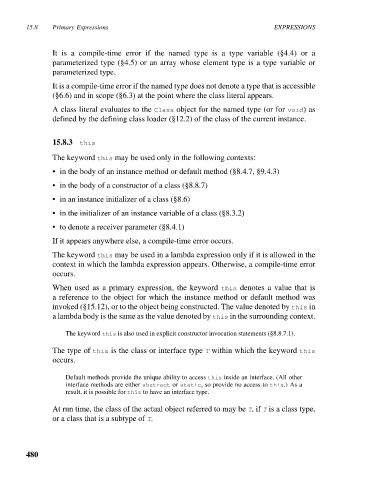 15.8 Primary Expressions EXPRESSIONS
It is a compile-time error if the named type is a type variable (§4.4) or a
parameterized type (§4.5) or an array whose element type is a type variable or
parameterized type.
It is a compile-time error if the named type does not denote a type that is accessible
(§6.6) and in scope (§6.3) at the point where the class literal appears.
A class literal evaluates to the Class object for the named type (or for void) as
defined by the defining class loader (§12.2) of the class of the current instance.
15.8.3 this
The keyword this may be used only in the following contexts:
• in the body of an instance method or default method (§8.4.7, §9.4.3)
• in the body of a constructor of a class (§8.8.7)
• in an instance initializer of a class (§8.6)
• in the initializer of an instance variable of a class (§8.3.2)
• to denote a receiver parameter (§8.4.1)
If it appears anywhere else, a compile-time error occurs.
The keyword this may be used in a lambda expression only if it is allowed in the
context in which the lambda expression appears. Otherwise, a compile-time error
occurs.
When used as a primary expression, the keyword this denotes a value that is
a reference to the object for which the instance method or default method was
invoked (§15.12), or to the object being constructed. The value denoted by this in
a lambda body is the same as the value denoted by this in the surrounding context.
The keyword this is also used in explicit constructor invocation statements (§8.8.7.1).
The type of this is the class or interface type T within which the keyword this
occurs.
Default methods provide the unique ability to access this inside an interface. (All other
interface methods are either abstract or static, so provide no access to this.) As a
result, it is possible for this to have an interface type.
At run time, the class of the actual object referred to may be T, if T is a class type,
or a class that is a subtype of T.
480